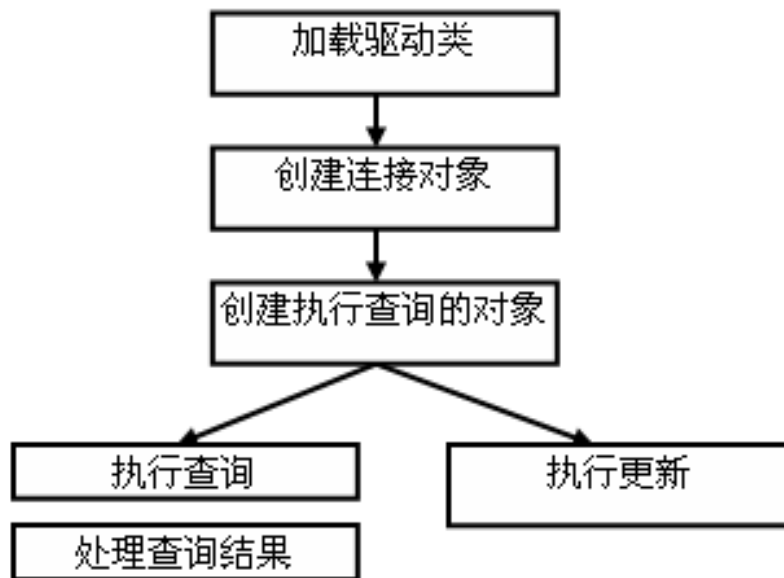 加载驱动类
创建连接对象
创建执行查询的对象
执行查询
执行更新
处理查询结果